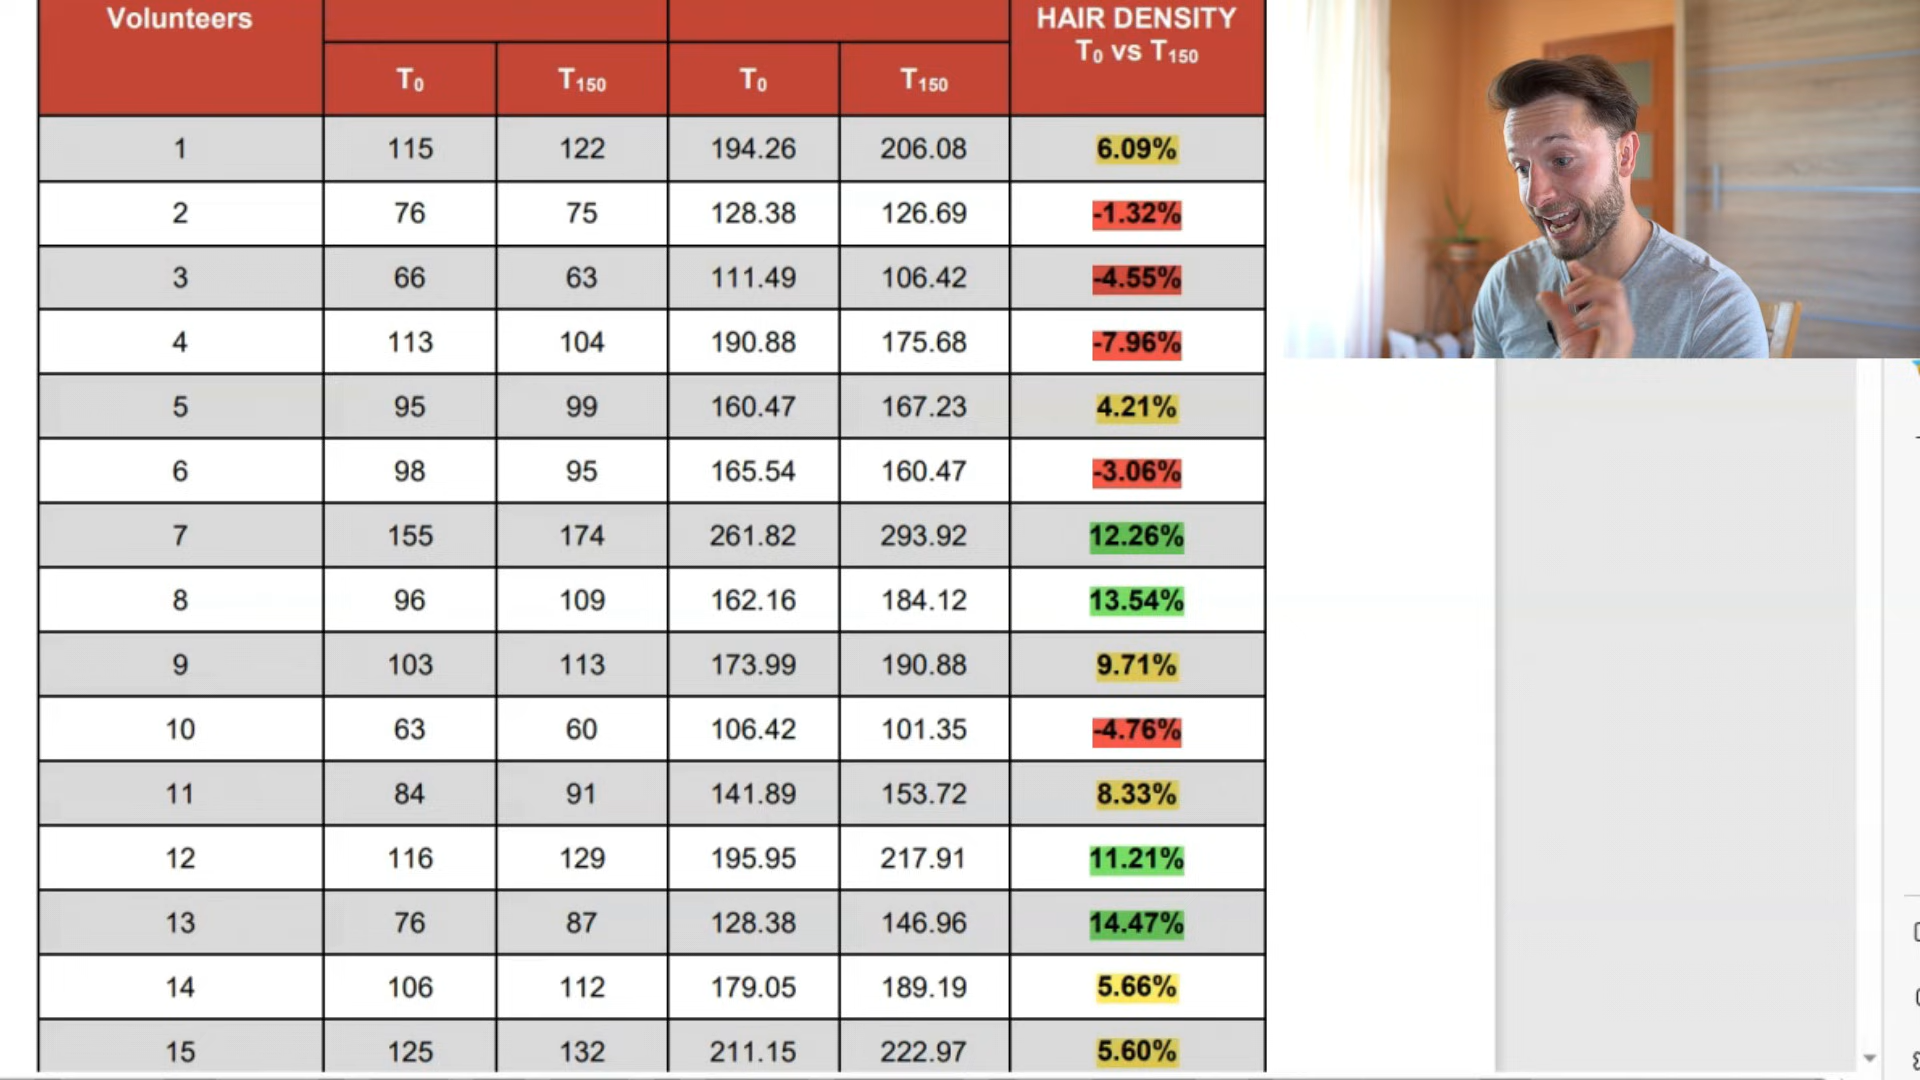 Volunteers HAIR DENSITY
T₀ vs T₁₅₀
T₀ T₁₅₀ T₀ T₁₅₀
1 115 122 194.26 206.08 6.09%
2 76 75 128.38 126.69 -1.32%
3 66 63 111.49 106.42 -4.55%
4 113 104 190.88 175.68 -7.96%
5 95 99 160.47 167.23 4.21%
6 98 95 165.54 160.47 -3.06%
7 155 174 261.82 293.92 12.26%
8 96 109 162.16 184.12 13.54%
9 103 113 173.99 190.88 9.71%
10 63 60 106.42 101.35 -4.76%
11 84 91 141.89 153.72 8.33%
12 116 129 195.95 217.91 11.21%
13 76 87 128.38 146.96 14.47%
14 106 112 179.05 189.19 5.66%
15 125 132 211.15 222.97 5.60%